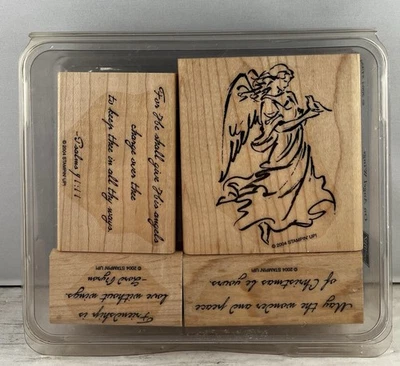 For He shall give His angels
charge over thee
to keep thee in all thy ways.
~Psalms 91:11
© 2004 STAMPIN' UP!
© 2004 STAMPIN' UP!
Friendship is
love without wings.
~Lord Byron
© 2004 STAMPIN' UP!
May the wonder and peace
of Christmas be yours.
© 2004 STAMPIN' UP!